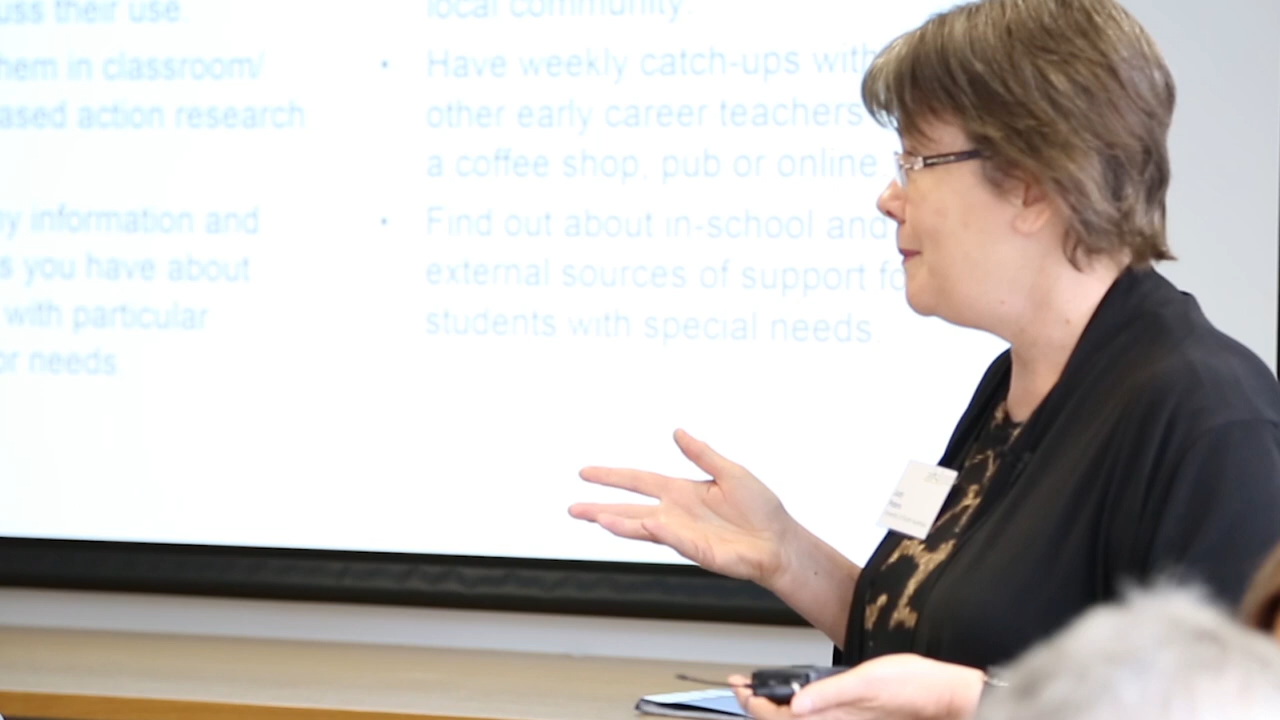 uss their use.
hem in classroom/
ased action research
ny information and
s you have about
with particular
or needs.
local community.
• Have weekly catch-ups with
other early career teachers
a coffee shop, pub or online.
• Find out about in-school and
external sources of support fo
students with special needs.